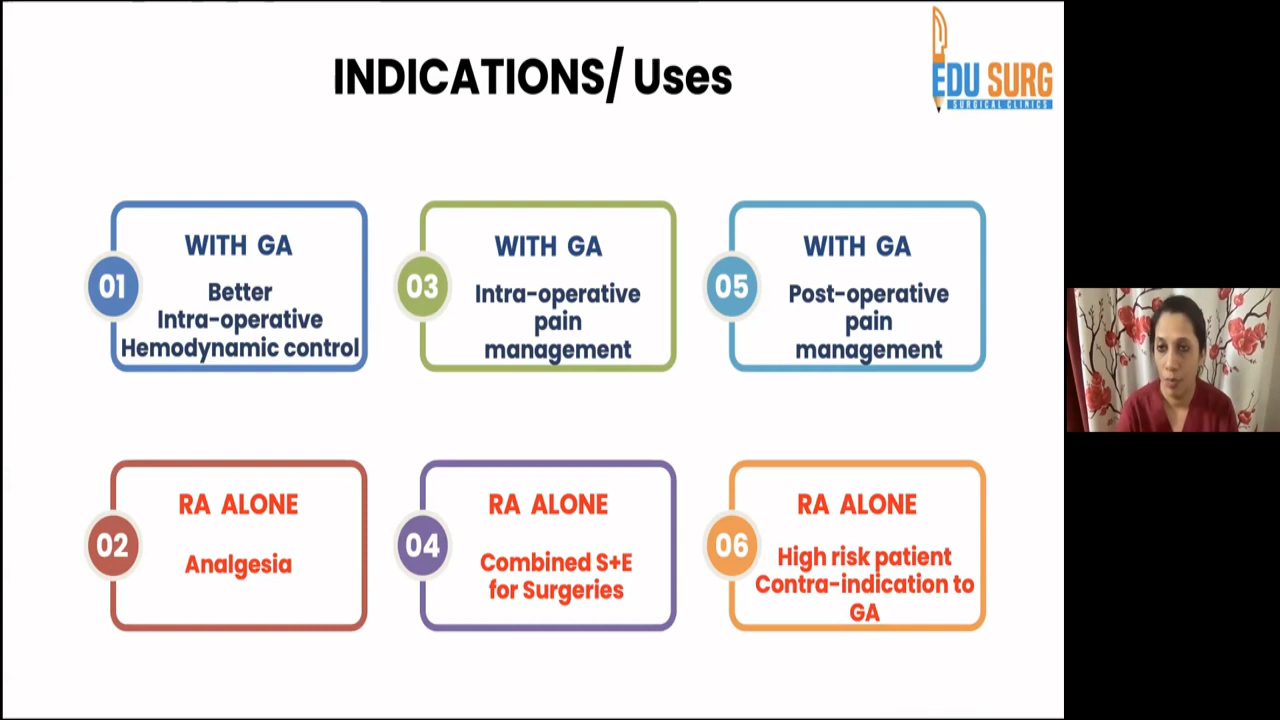 INDICATIONS/ Uses
EDU SURG
SURGICAL CLINICS
01
WITH GA
Better
Intra-operative
Hemodynamic control
03
WITH GA
Intra-operative
pain
management
05
WITH GA
Post-operative
pain
management
02
RA ALONE
Analgesia
04
RA ALONE
Combined S+E
for Surgeries
06
RA ALONE
High risk patient
Contra-indication to
GA